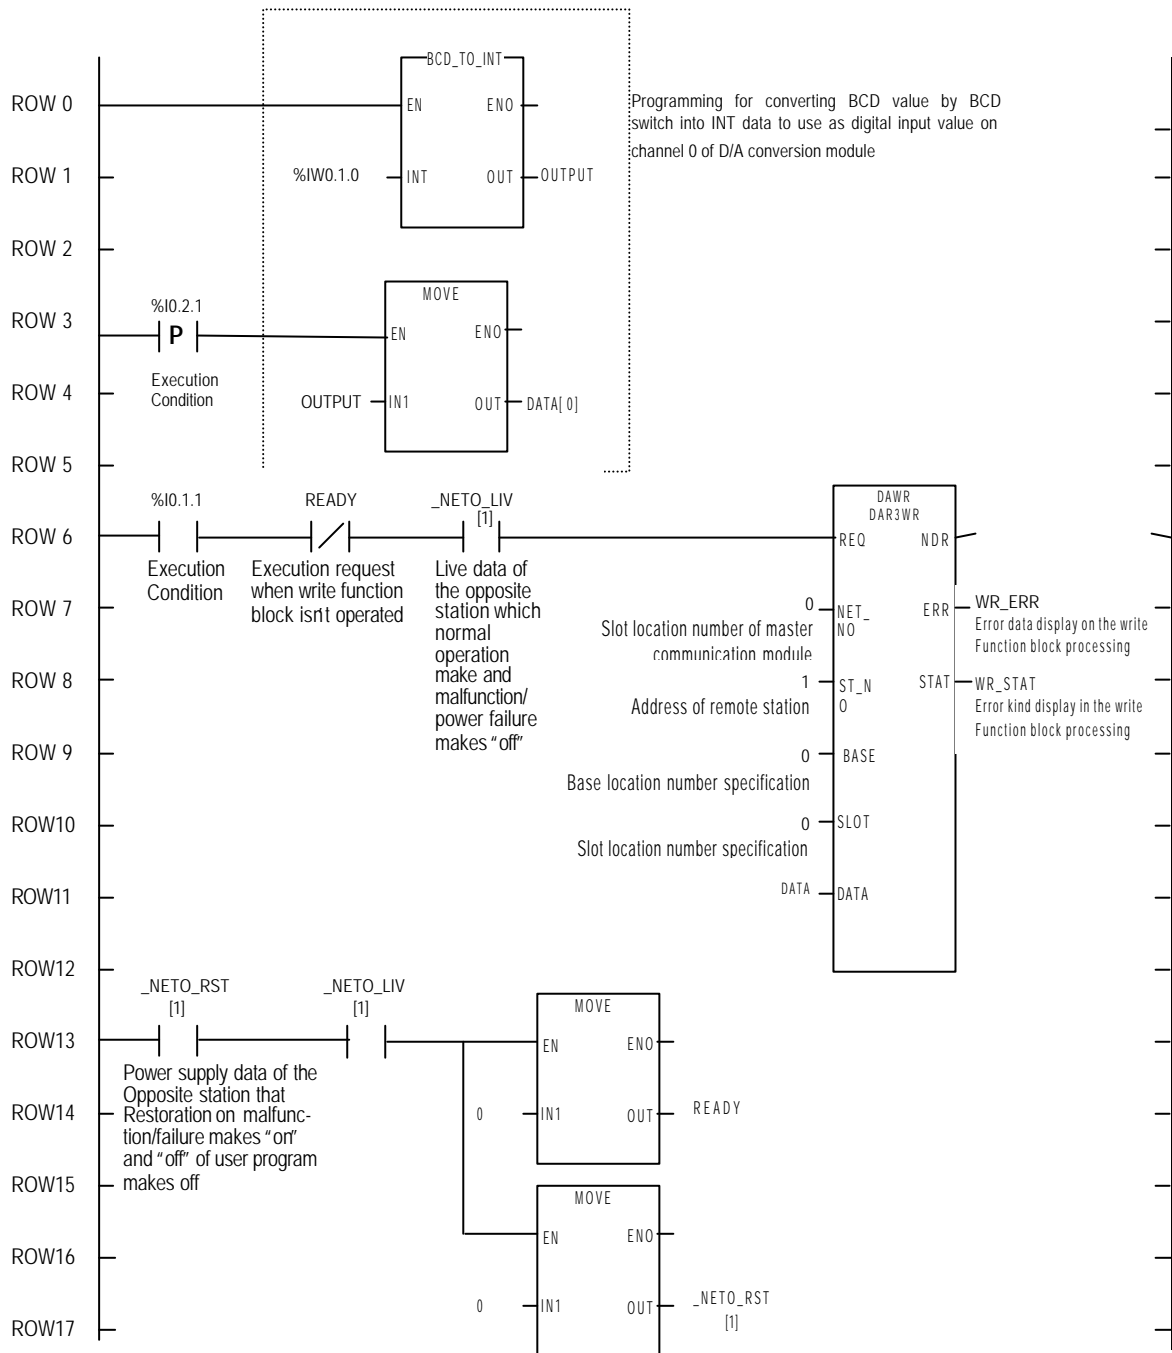 BCD_TO_INT
ROW 0
EN ENO
Programming for converting BCD value by BCD
switch into INT data to use as digital input value on
channel 0 of D/A conversion module
ROW 1
%IW0.1.0
INT OUT
OUTPUT
ROW 2
MOVE
%I0.2.1
ROW 3
P
EN ENO
Execution
Condition
ROW 4
OUTPUT
IN1 OUT
DATA[0]
ROW 5
%I0.1.1
READY
_NETO_LIV
[1]
DAWR
DAR3WR
ROW 6
REQ NDR
Execution
Condition
Execution request
when write function
block isn't operated
Live data of
the opposite
station which
normal
operation
make and
malfunction/
power failure
makes "off"
ROW 7
0
Slot location number of master
communication module
NET_
NO
ERR
WR_ERR
Error data display on the write
Function block processing
ROW 8
1
Address of remote station
ST_N
O
STAT
WR_STAT
Error kind display in the write
Function block processing
ROW 9
0
Base location number specification
BASE
ROW10
0
Slot location number specification
SLOT
ROW11
DATA
DATA
ROW12
_NETO_RST
[1]
_NETO_LIV
[1]
MOVE
ROW13
EN ENO
Power supply data of the
Opposite station that
Restoration on malfunc-
tion/failure makes "on"
and "off" of user program
makes off
ROW14
0
IN1 OUT
READY
ROW15
MOVE
ROW16
EN ENO
0
IN1 OUT
_NETO_RST
[1]
ROW17